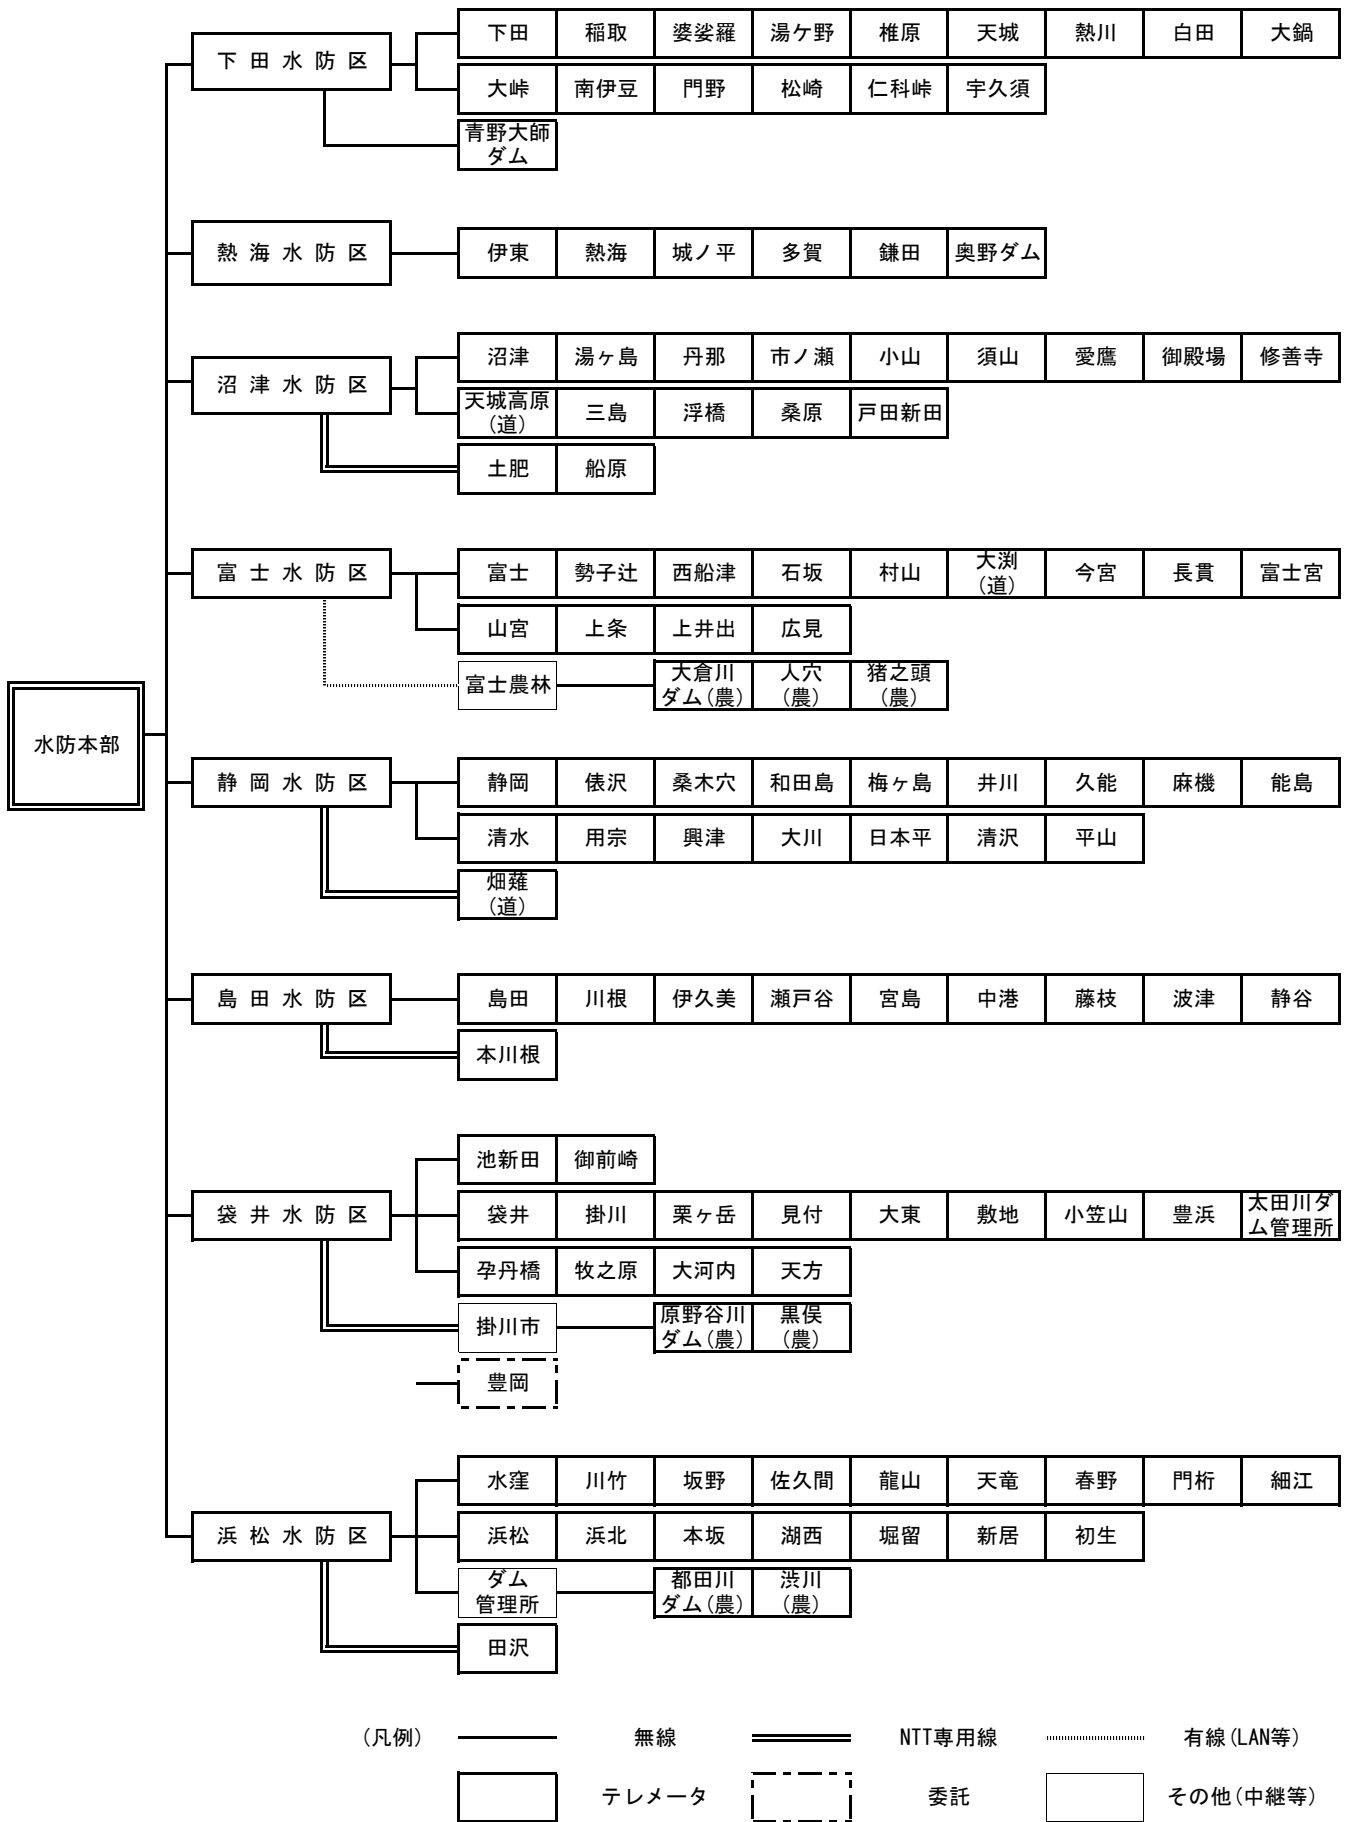 下田 稲取 婆娑羅 湯ケ野 椎原 天城 熱川 白田 大鍋
下田水防区
大峠 南伊豆 門野 松崎 仁科峠 宇久須
青野大師
ダム
熱海水防区 伊東 熱海 城ノ平 多賀 鎌田 奥野ダム
沼津 湯ヶ島 丹那 市ノ瀬 小山 須山 愛鷹 御殿場 修善寺
沼津水防区
天城高原
(道)
三島 浮橋 桑原 戸田新田
土肥 船原
富士水防区 富士 勢子辻 西船津 石坂 村山
大渕
(道)
今宮 長貫 富士宮
山宮 上条 上井出 広見
富士農林
大倉川
ダム(農)
人穴
(農)
猪之頭
(農)
水防本部
静岡水防区 静岡 俵沢 桑木穴 和田島 梅ヶ島 井川 久能 麻機 能島
清水 用宗 興津 大川 日本平 清沢 平山
畑薙
(道)
島田水防区 島田 川根 伊久美 瀬戸谷 宮島 中港 藤枝 波津 静谷
本川根
池新田 御前崎
袋井水防区 袋井 掛川 栗ヶ岳 見付 大東 敷地 小笠山 豊浜
太田川ダ
ム管理所
孕丹橋 牧之原 大河内 天方
掛川市
原野谷川
ダム(農)
黒俣
(農)
豊岡
水窪 川竹 坂野 佐久間 龍山 天竜 春野 門桁 細江
浜松水防区 浜松 浜北 本坂 湖西 堀留 新居 初生
ダム
管理所
都田川
ダム(農)
渋川
(農)
田沢
(凡例) 無線 NTT専用線 有線(LAN等)
テレメータ 委託 その他(中継等)